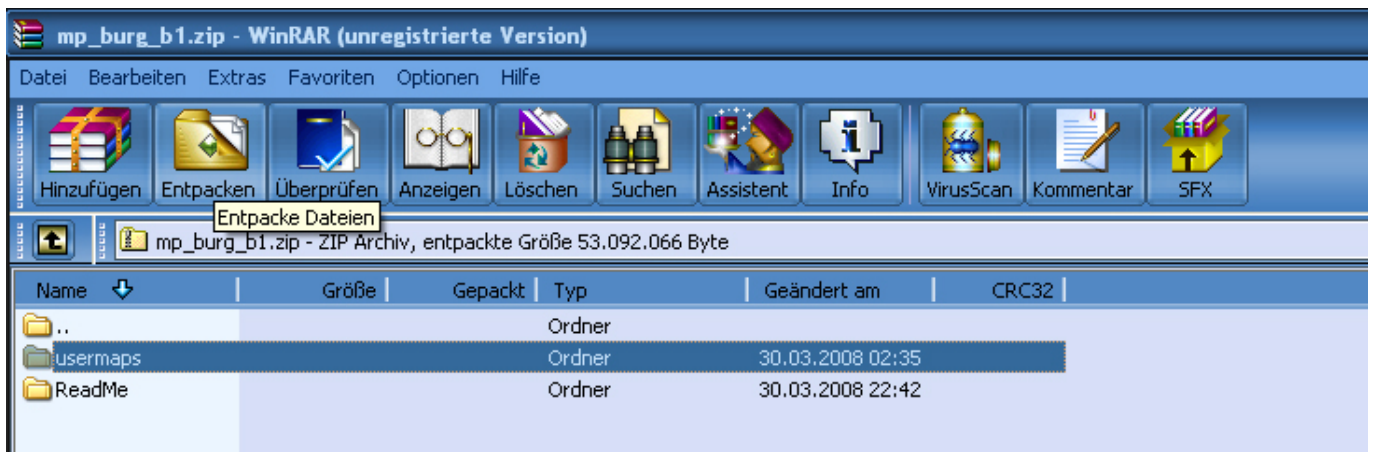 mp_burg_b1.zip - WinRAR (unregistrierte Version)
Datei Bearbeiten Extras Favoriten Optionen Hilfe
Hinzufügen Entpacken Überprüfen Anzeigen Löschen Suchen Assistent Info VirusScan Kommentar SFX
Entpacke Dateien
mp_burg_b1.zip - ZIP Archiv, entpackte Größe 53.092.066 Byte
Name Größe Gepackt Typ Geändert am CRC32
.. Ordner
usermaps Ordner 30.03.2008 02:35
ReadMe Ordner 30.03.2008 22:42